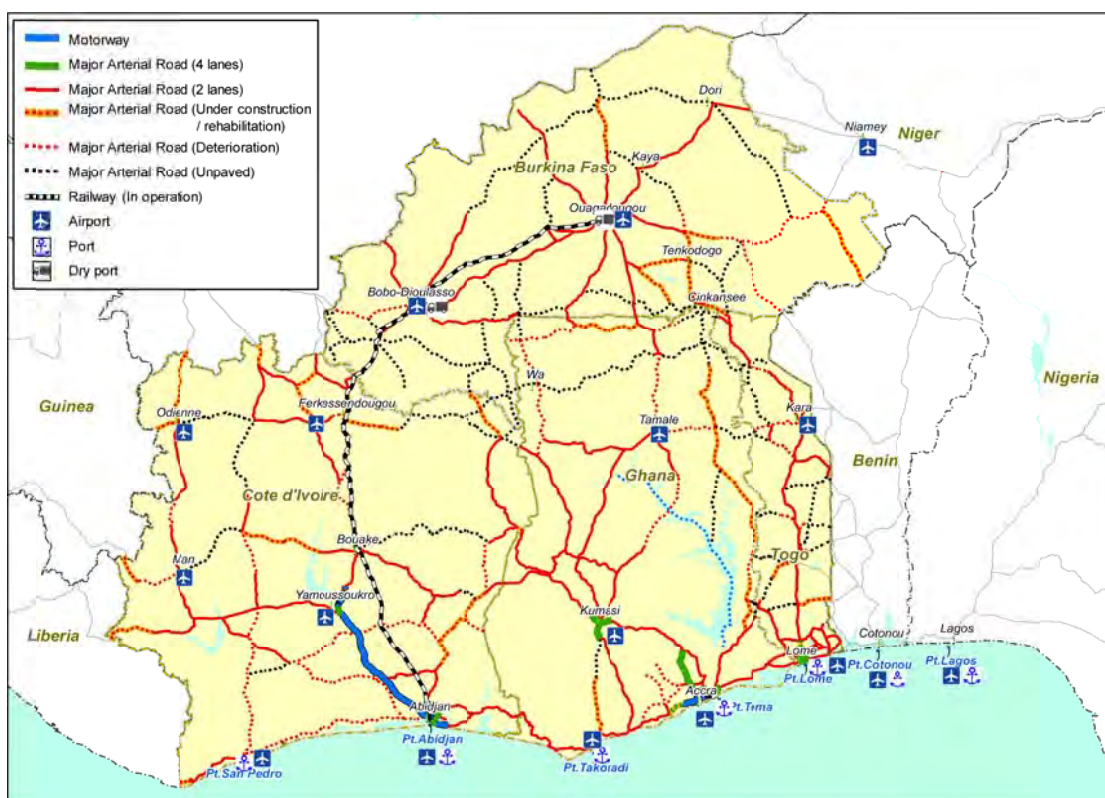 Motorway
Major Arterial Road (4 lanes)
Major Arterial Road (2 lanes)
Major Arterial Road (Under construction
/ rehabilitation)
Major Arterial Road (Deterioration)
Major Arterial Road (Unpaved)
Railway (In operation)
Airport
Port
Dry port
Dori
Niamey
Niger
Kaya
Burkina Faso
Ouagadougou
Tenkodogo
Bobo-Dioulasso
Cinkansee
Wa
Nigeria
Guinea
Odienne
Ferkessendougou
Tamale
Kara
Benin
Ghana
Cote d'Ivoire
Bouake
Togo
Man
Yamoussoukro
Kumasi
Liberia
Cotonou
Lagos
Lome
Pt.Lome
Pt.Cotonou
Pt.Lagos
Accra
Pt.Tma
Abidjan
Pt.Abidjan
Pt.San Pedro
Pt.Takoradi